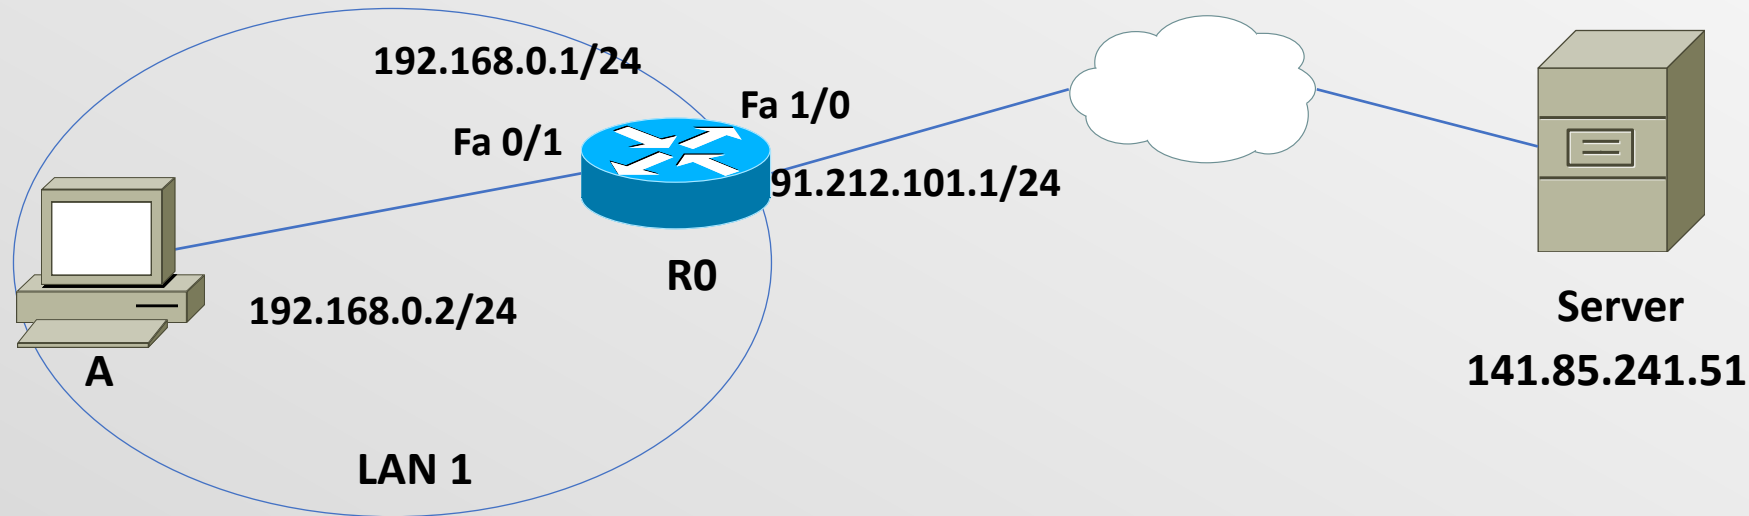 192.168.0.1/24
Fa 1/0
Fa 0/1
91.212.101.1/24
R0
192.168.0.2/24
Server
A
141.85.241.51
LAN 1